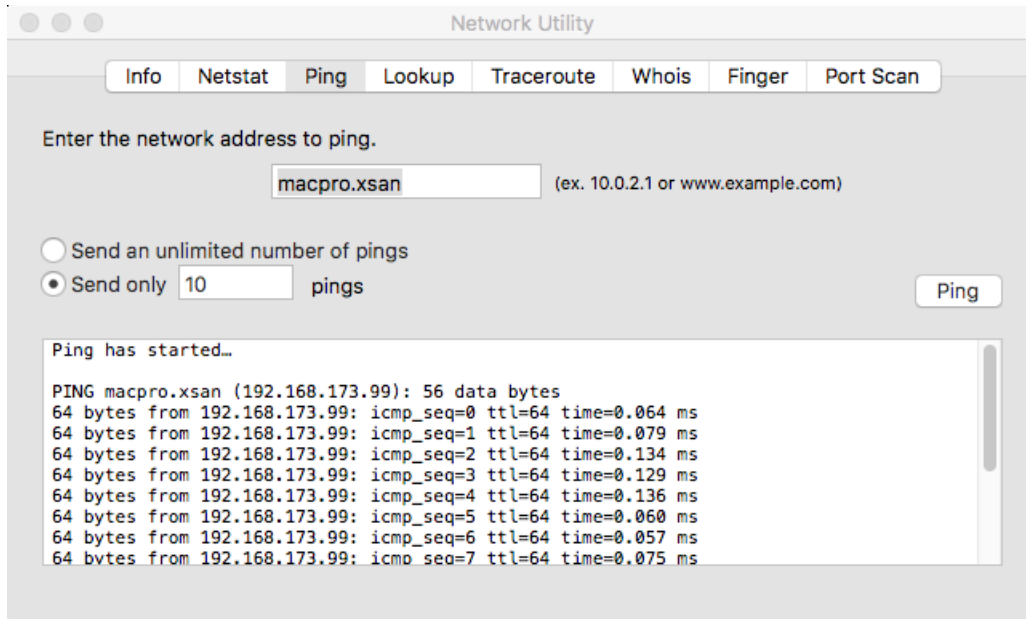 Network Utility
Info Netstat Ping Lookup Traceroute Whois Finger Port Scan
Enter the network address to ping.
macpro.xsan (ex. 10.0.2.1 or www.example.com)
Send an unlimited number of pings
Send only 10 pings
Ping
Ping has started…
PING macpro.xsan (192.168.173.99): 56 data bytes
64 bytes from 192.168.173.99: icmp_seq=0 ttl=64 time=0.064 ms
64 bytes from 192.168.173.99: icmp_seq=1 ttl=64 time=0.079 ms
64 bytes from 192.168.173.99: icmp_seq=2 ttl=64 time=0.134 ms
64 bytes from 192.168.173.99: icmp_seq=3 ttl=64 time=0.129 ms
64 bytes from 192.168.173.99: icmp_seq=4 ttl=64 time=0.136 ms
64 bytes from 192.168.173.99: icmp_seq=5 ttl=64 time=0.060 ms
64 bytes from 192.168.173.99: icmp_seq=6 ttl=64 time=0.057 ms
64 bytes from 192.168.173.99: icmp_seq=7 ttl=64 time=0.075 ms